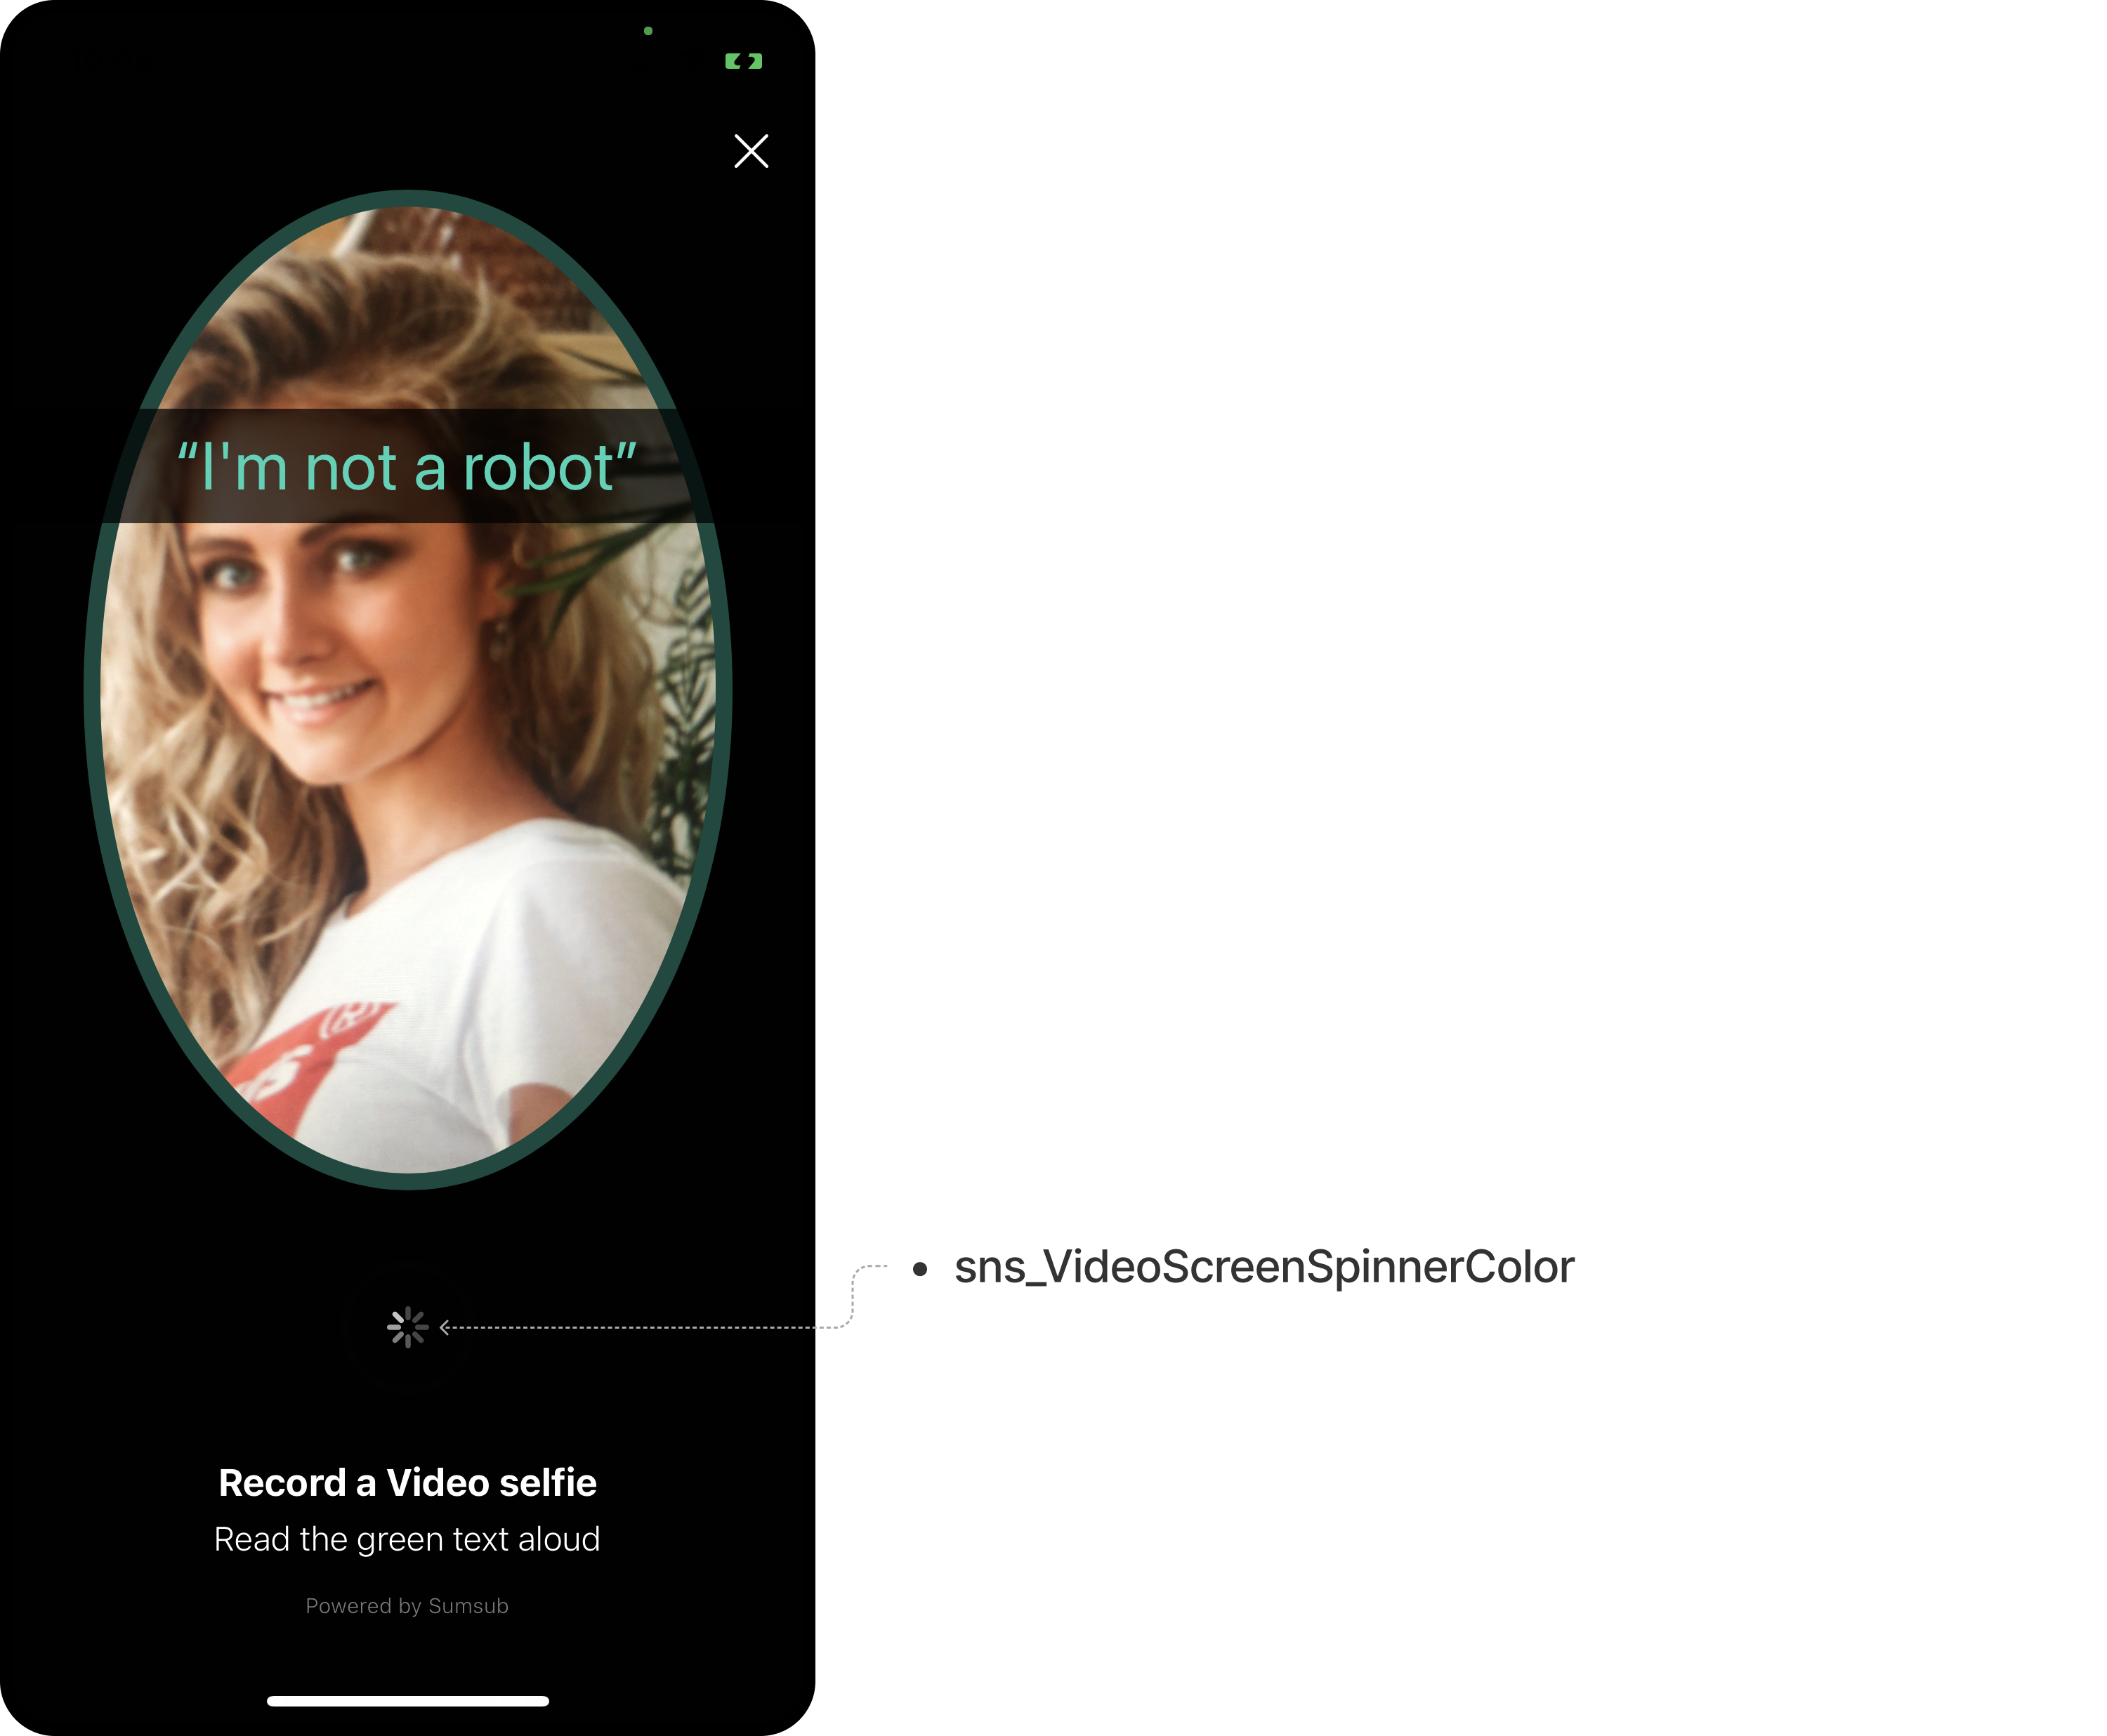 “I'm not a robot”
® 
• sns_VideoScreenSpinnerColor
Record a Video selfie
Read the green text aloud
Powered by Sumsub